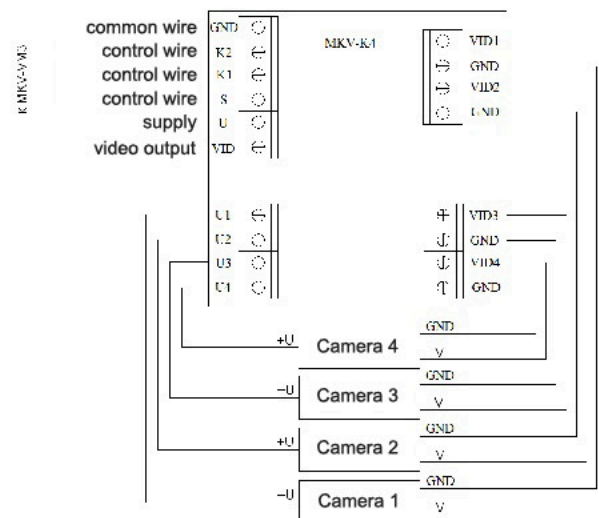 common wire GND
control wire K2
control wire K1
control wire S
supply U
video output VID
MKV-K4
VID1
GND
VID2
GND
K MKV-VM3
U1
U2
U3
U4
VID3
GND
VID4
GND
+U Camera 4 GND
V
–U Camera 3 GND
V
+U Camera 2 GND
V
–U Camera 1 GND
V